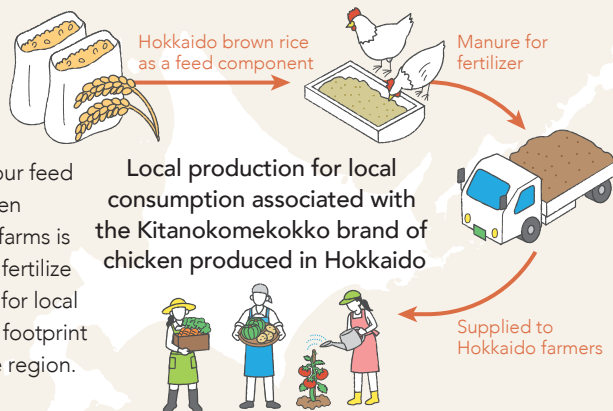 Hokkaido brown rice
as a feed component
Manure for
fertilizer
our feed
en
farms is
fertilize
for local
footprint
e region.
Local production for local
consumption associated with
the Kitanokomekokko brand of
chicken produced in Hokkaido
Supplied to
Hokkaido farmers